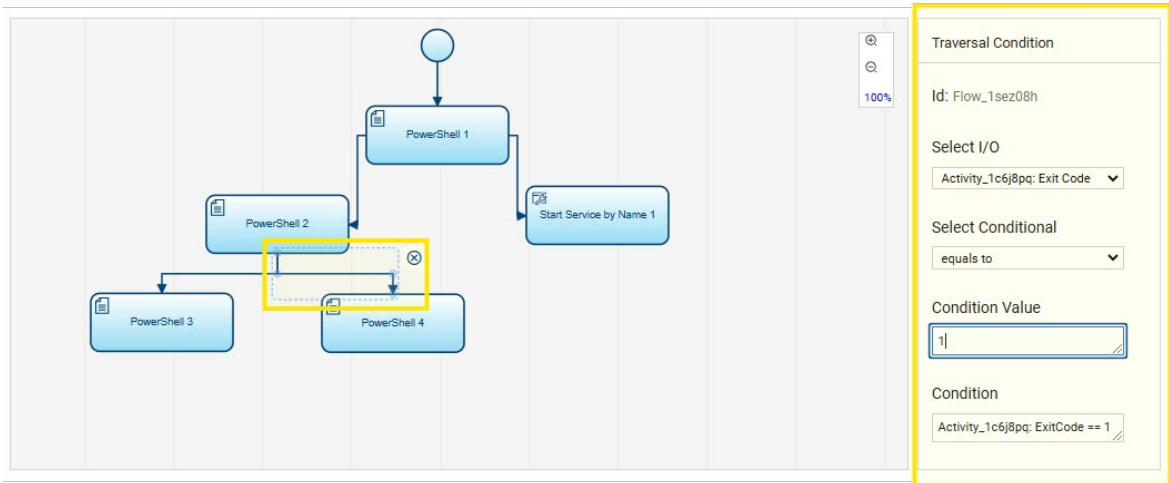 100%
PowerShell 1
PowerShell 2
Start Service by Name 1
PowerShell 3
PowerShell 4
Traversal Condition
Id: Flow_1sez08h
Select I/O
Activity_1c6j8pq: Exit Code
Select Conditional
equals to
Condition Value
1
Condition
Activity_1c6j8pq: ExitCode == 1